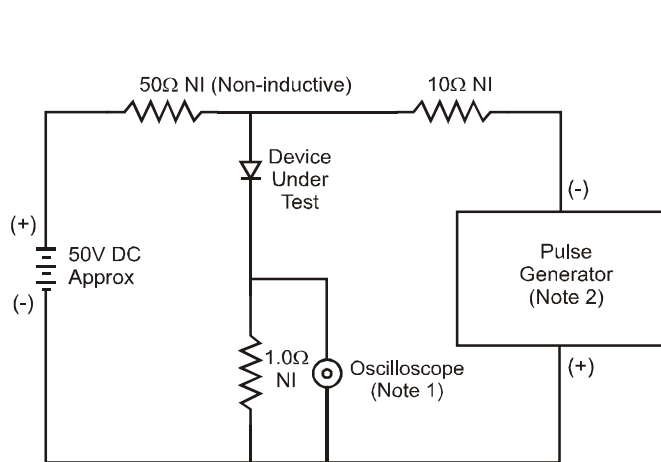 50Ω NI (Non-inductive)
10Ω NI
Device
Under
Test
(-)
(+)
50V DC
Approx
(-)
Pulse
Generator
(Note 2)
1.0Ω
NI
Oscilloscope
(Note 1)
(+)